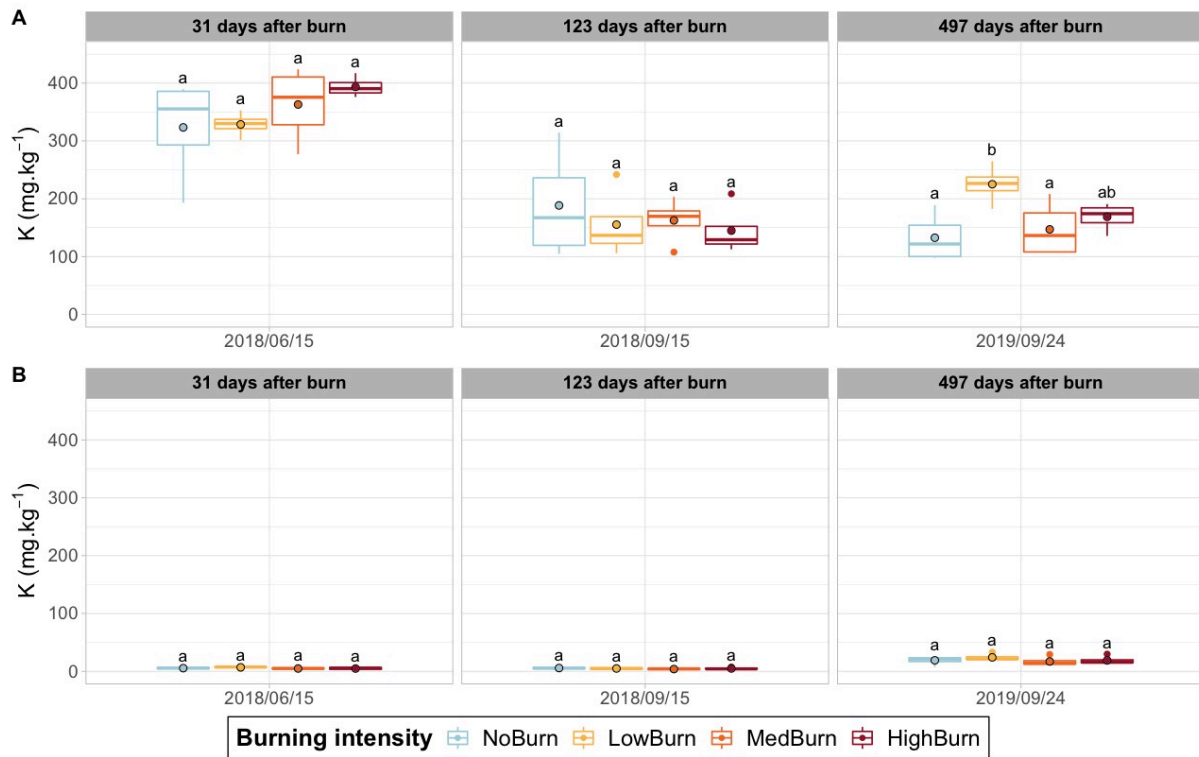 A
31 days after burn 123 days after burn 497 days after burn
K (mg.kg⁻¹)
400
300
200
100
0
a a a a
a a a a
a b a ab
2018/06/15 2018/09/15 2019/09/24
B
31 days after burn 123 days after burn 497 days after burn
K (mg.kg⁻¹)
400
300
200
100
0
a a a a
a a a a
a a a a
2018/06/15 2018/09/15 2019/09/24
Burning intensity NoBurn LowBurn MedBurn HighBurn